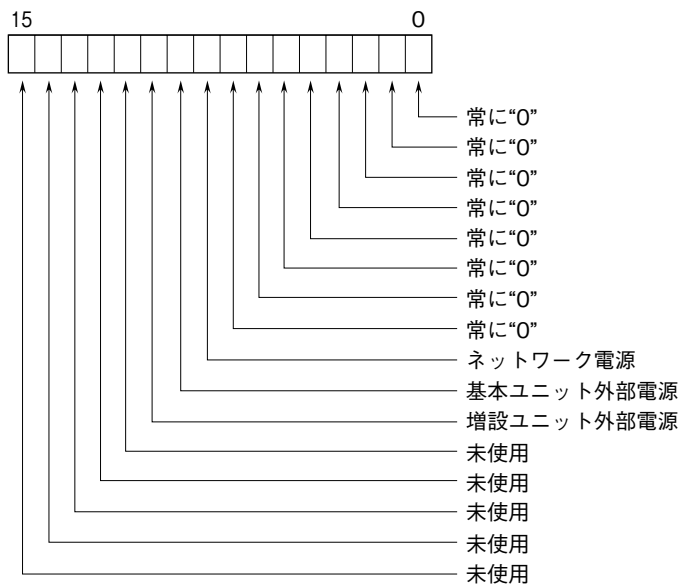 15 0
常に“0”
常に“0”
常に“0”
常に“0”
常に“0”
常に“0”
常に“0”
常に“0”
ネットワーク電源
基本ユニット外部電源
増設ユニット外部電源
未使用
未使用
未使用
未使用
未使用